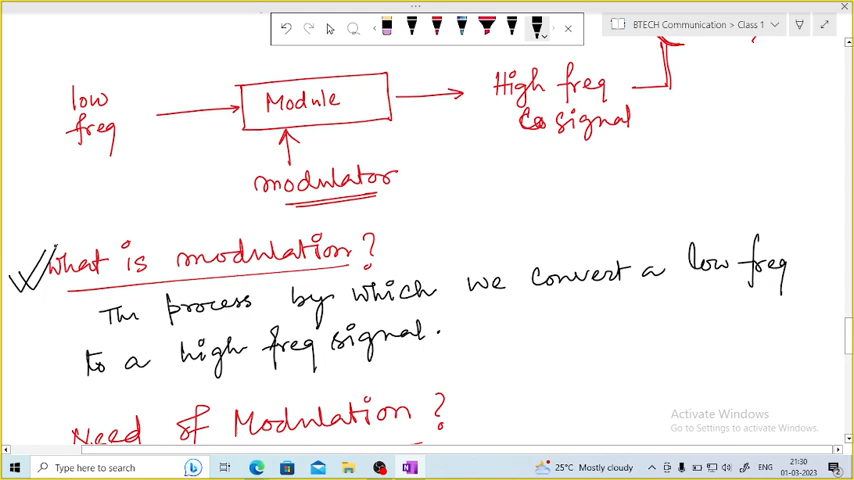 BTECH Communication > Class 1
low
freq
Module
High freq
signal
modulator
What is modulation?
The process by which we convert a low freq
to a high freq signal.
Need of Modulation?
Activate Windows
Go to Settings to activate Windows.
Type here to search
25°C Mostly cloudy
ENG
21:30
01-03-2023
2